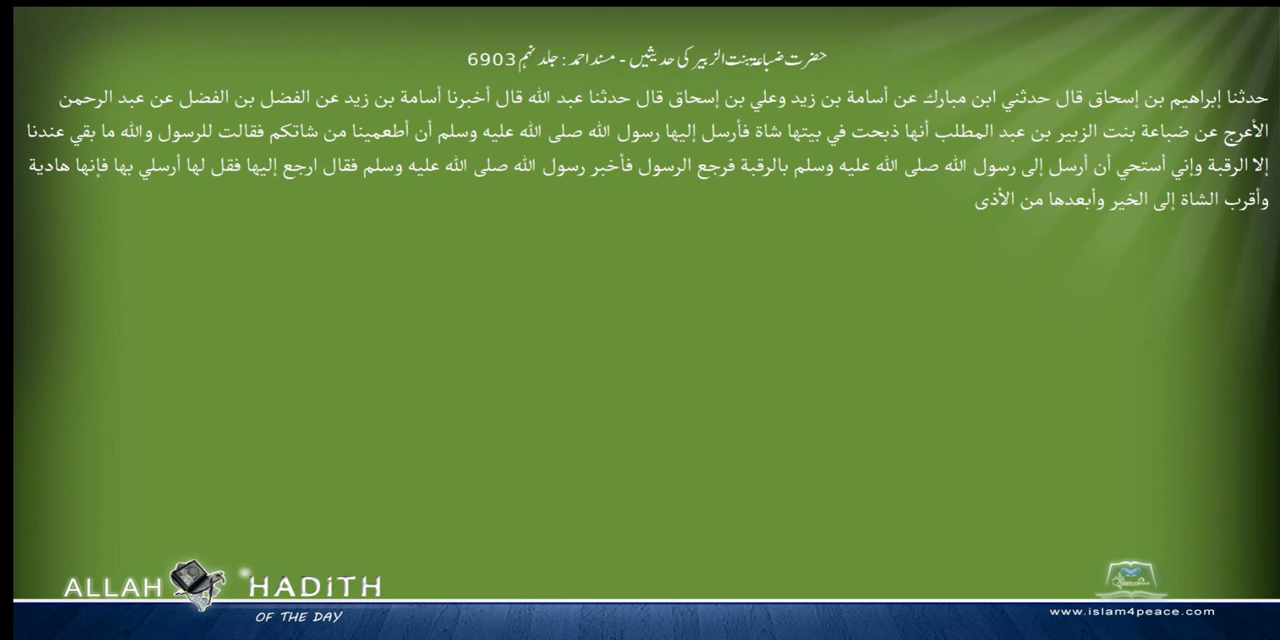 حضرت ضباعۃ بنت الزبیر کی حدیثیں - مسند احمد : جلد نہم 6903
حدثنا إبراهيم بن إسحاق قال حدثني ابن مبارك عن أسامة بن زيد وعلي بن إسحاق قال حدثنا عبد الله قال أخبرنا أسامة بن زيد عن الفضل بن الفضل عن عبد الرحمن
الأعرج عن ضباعة بنت الزبير بن عبد المطلب أنها ذبحت في بيتها شاة فأرسل إليها رسول الله صلى الله عليه وسلم أن أطعمينا من شاتكم فقالت للرسول والله ما بقي عندنا
إلا الرقبة وإني أستحي أن أرسل إلى رسول الله صلى الله عليه وسلم بالرقبة فرجع الرسول فأخبر رسول الله صلى الله عليه وسلم فقال ارجع إليها فقل لها أرسلي بها فإنها هادية
وأقرب الشاة إلى الخير وأبعدها من الأذى
ALLAH HADiTH
OF THE DAY
www.islam4peace.com